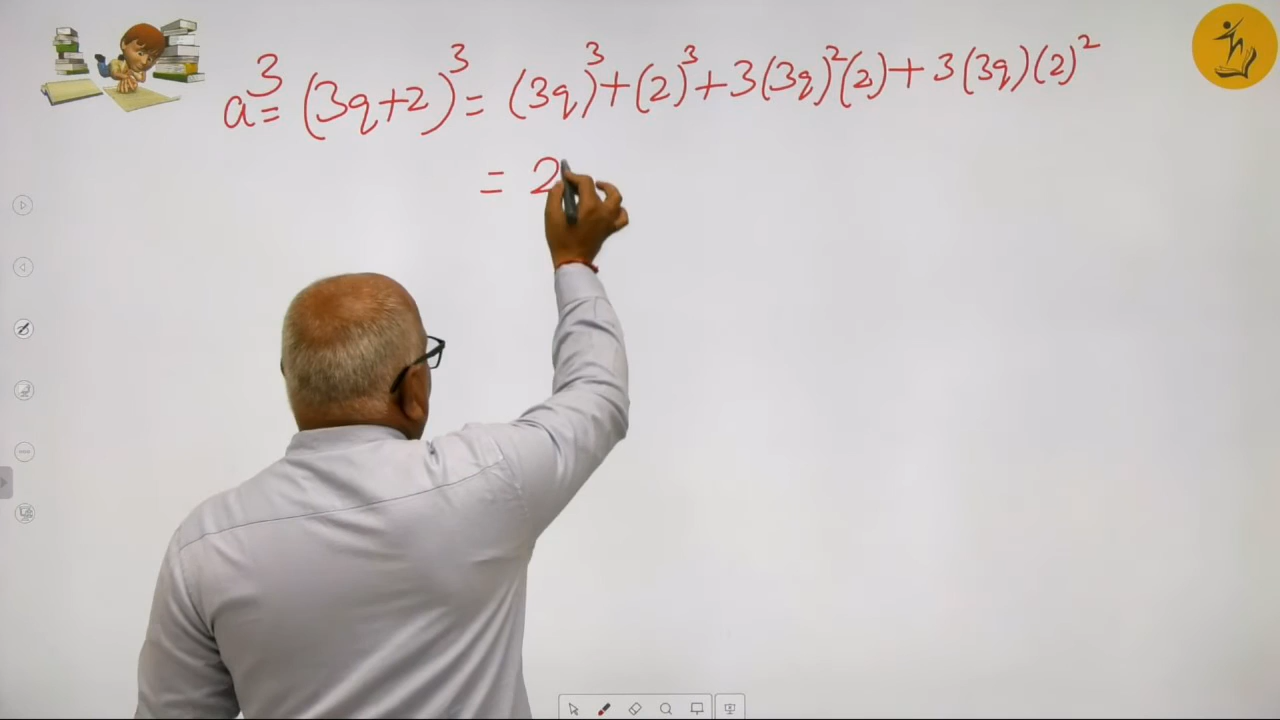 a³ = (3q+2)³ = (3q)³+(2)³+3(3q)²(2)+3(3q)(2)²
= 2